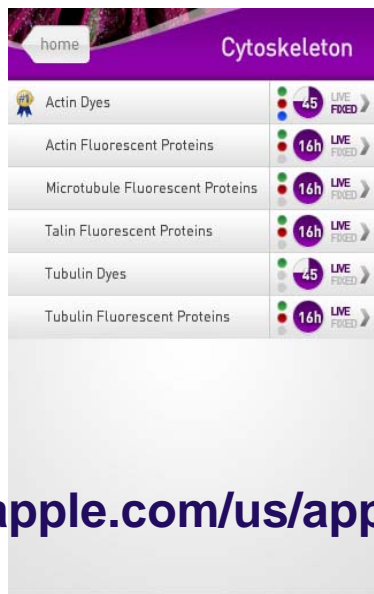 home
Cytoskeleton
#1
Actin Dyes
45
LIVE
FIXED
Actin Fluorescent Proteins
16h
LIVE
FIXED
Microtubule Fluorescent Proteins
16h
LIVE
FIXED
Talin Fluorescent Proteins
16h
LIVE
FIXED
Tubulin Dyes
45
LIVE
FIXED
Tubulin Fluorescent Proteins
16h
LIVE
FIXED
apple.com/us/app